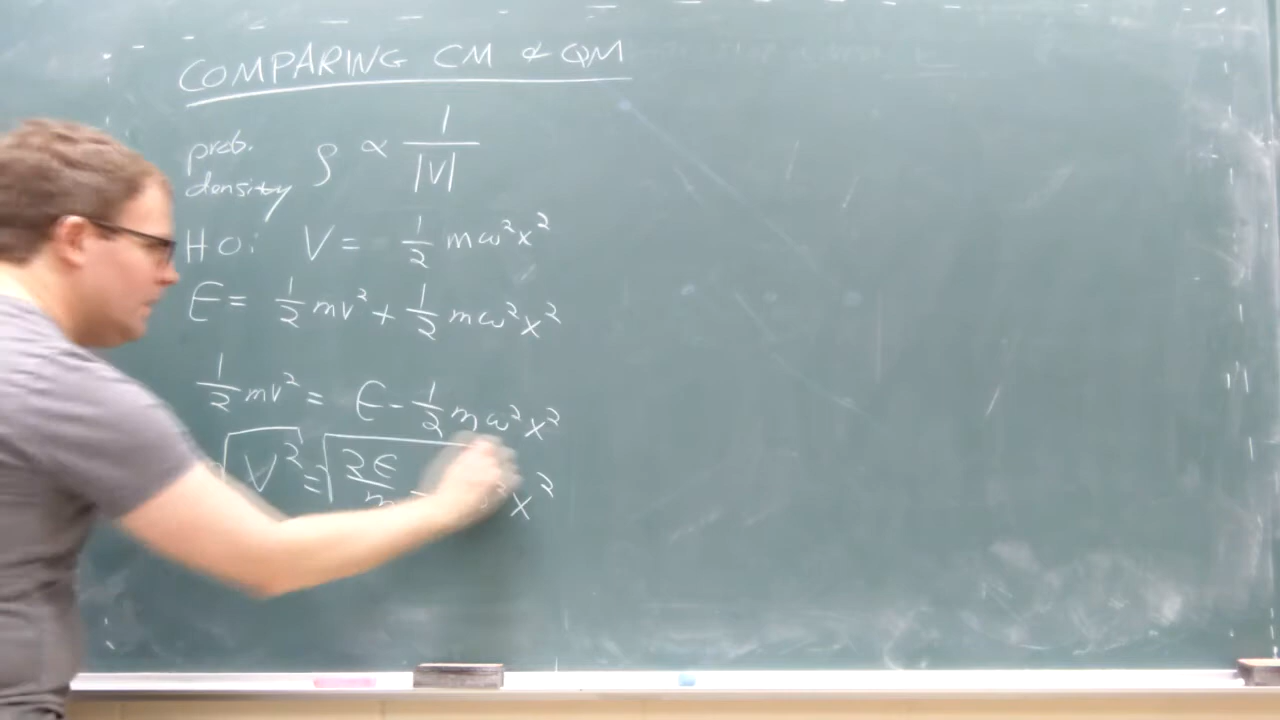 COMPARING CM & QM
prob. density ρ ∝ 1/|V|
HO: V = 1/2 mω²x²
E = 1/2 mv² + 1/2 mω²x²
1/2 mv² = E - 1/2 mω²x²
√V² = √2E/m x²